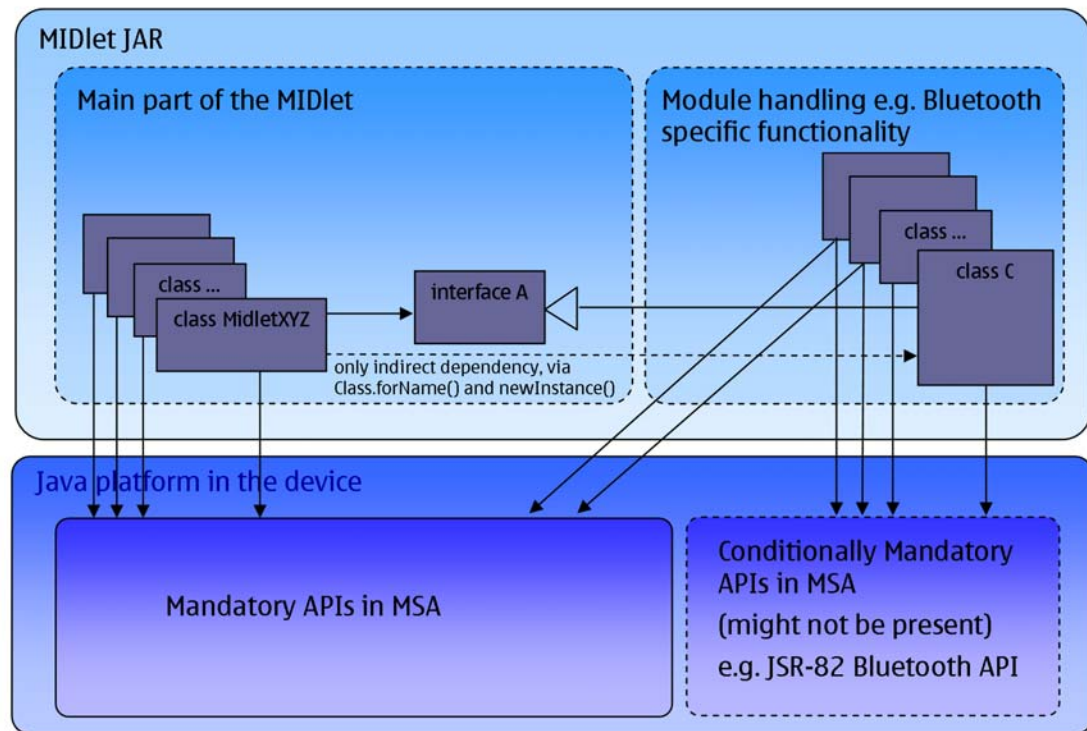 MIDlet JAR
Main part of the MIDlet
Module handling e.g. Bluetooth
specific functionality
class ...
class MidletXYZ
interface A
class ...
class C
only indirect dependency, via
Class.forName() and newInstance()
Java platform in the device
Mandatory APIs in MSA
Conditionally Mandatory
APIs in MSA
(might not be present)
e.g. JSR-82 Bluetooth API